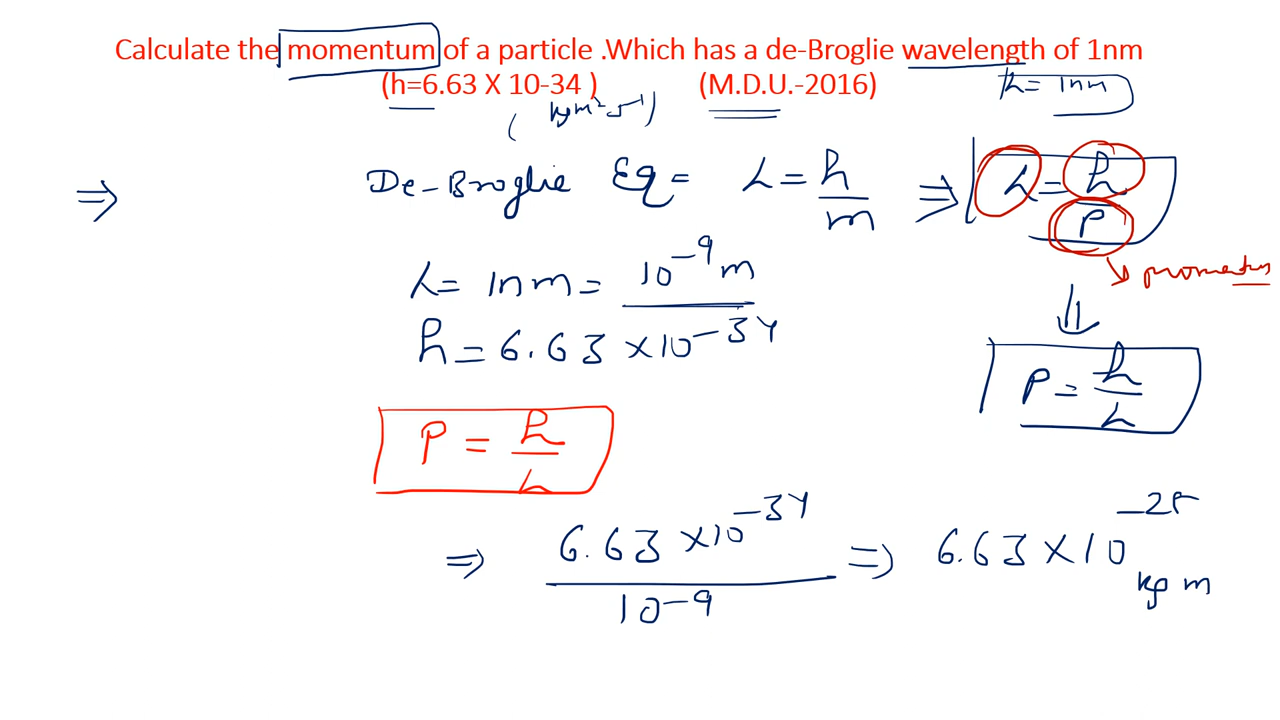 Calculate the momentum of a particle .Which has a de-Broglie wavelength of 1nm
(h=6.63 X 10-34 ) (M.D.U.-2016)
λ = 1nm
( kgm² s⁻¹)
De-Broglie Eq= λ = h/m ⇒ λ = h/P
→ momentum
λ = 1nm = 10⁻⁹m
h = 6.63 ×10⁻³⁴
P = h/λ
P = h/λ
⇒ 6.63 ×10⁻³⁴/10⁻⁹ ⇒ 6.63 ×10⁻²⁵
kg m